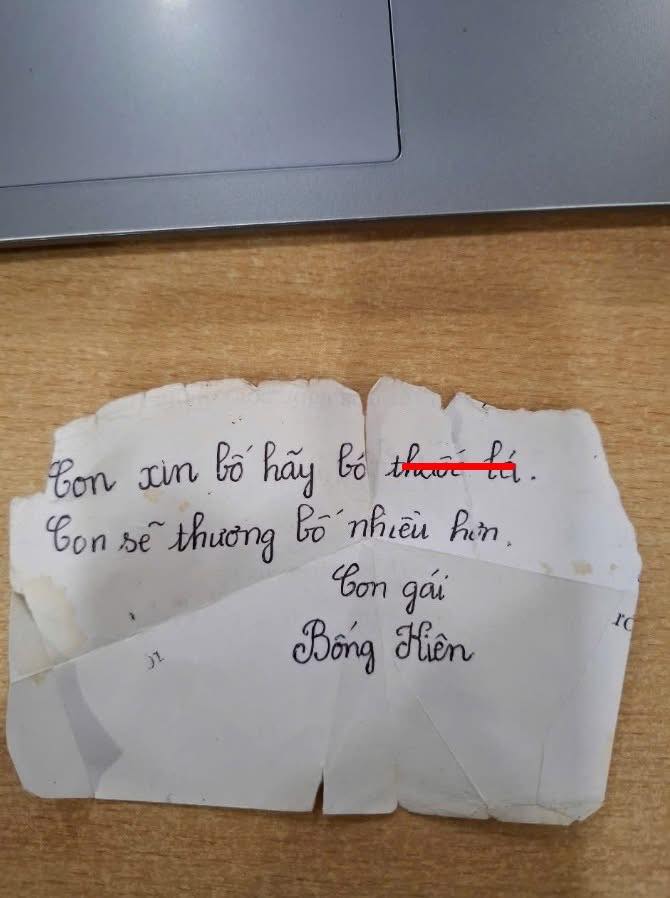 Con xin bố hãy bỏ thuốc lá.
Con sẽ thương bố nhiều hơn.
Con gái
Bống Hiên